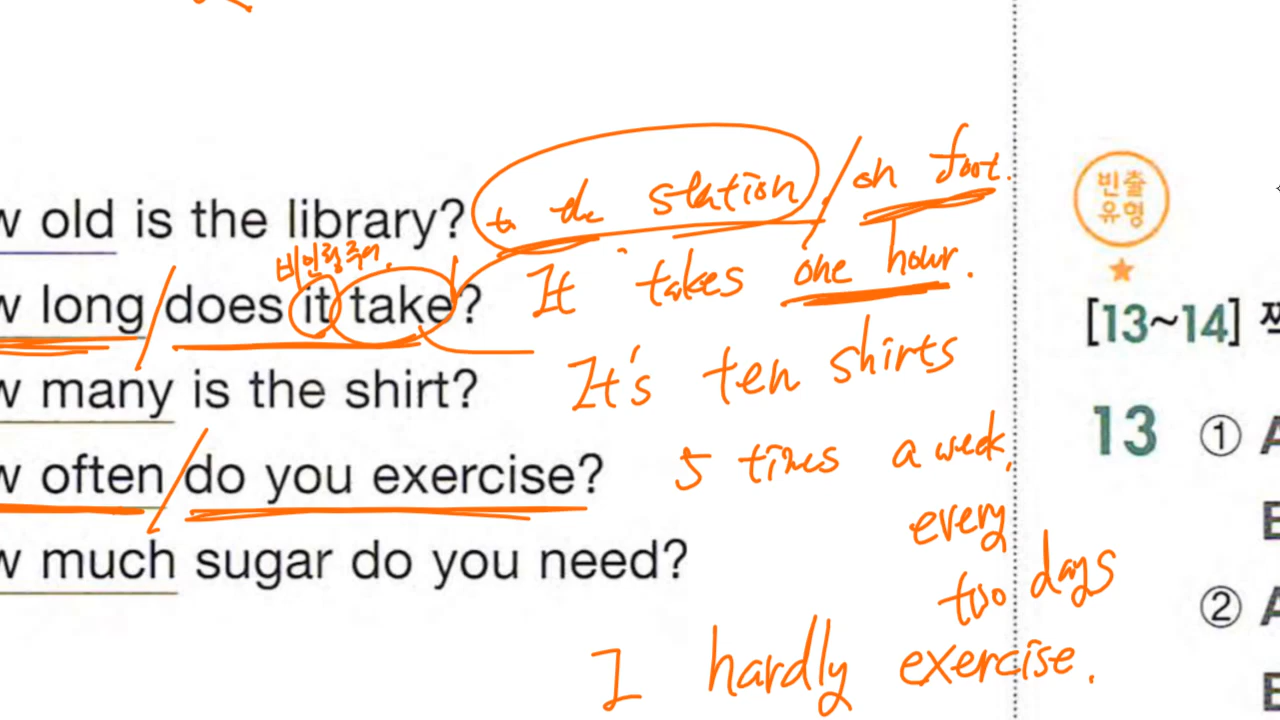 to the station / on foot.
w old is the library?
비인칭주어.
It takes one hour.
w long does it take?
It's ten shirts
w many is the shirt?
5 times a week,
w often do you exercise?
every
two days
w much sugar do you need?
I hardly exercise.
빈출
유형
[13~14]
13 ① A
B
② A
B